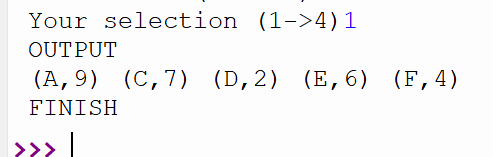 Your selection (1->4)1
OUTPUT
(A,9) (C,7) (D,2) (E,6) (F,4)
FINISH
>>>